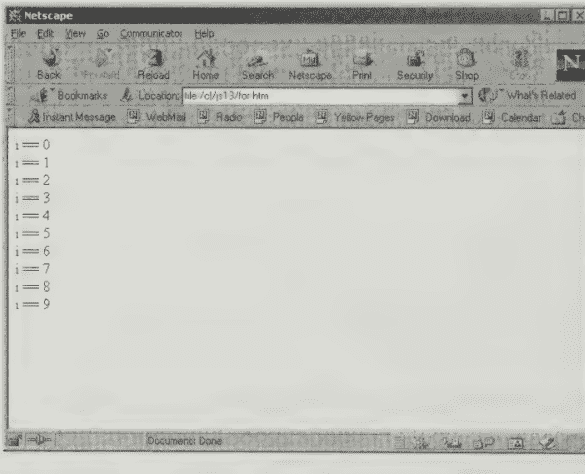 Netscape
File Edit View Go Communicator Help
Back Reload Home Search Netscape Print Security Shop
N
Bookmarks Location: file:/c|/js13/for.htm What's Related
Instant Message WebMail Radio People Yellow Pages Download Calendar Ch
i == 0
i == 1
i == 2
i == 3
i == 4
i == 5
i == 6
i == 7
i == 8
i == 9
Document: Done